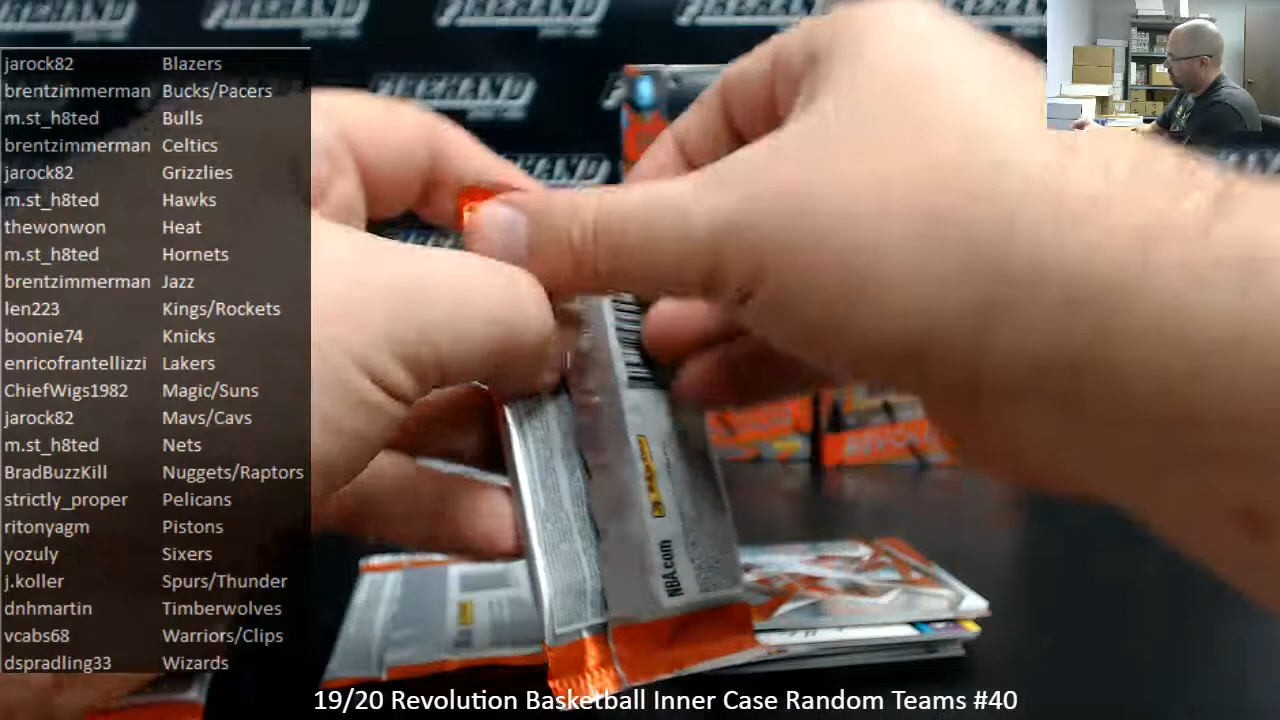 jarock82 Blazers
brentzimmerman Bucks/Pacers
m.st_h8ted Bulls
brentzimmerman Celtics
jarock82 Grizzlies
m.st_h8ted Hawks
thewonwon Heat
m.st_h8ted Hornets
brentzimmerman Jazz
len223 Kings/Rockets
boonie74 Knicks
enricofrantellizzi Lakers
ChiefWigs1982 Magic/Suns
jarock82 Mavs/Cavs
m.st_h8ted Nets
BradBuzzKill Nuggets/Raptors
strictly_proper Pelicans
ritonyagm Pistons
yozuly Sixers
j.koller Spurs/Thunder
dnhmartin Timberwolves
vcabs68 Warriors/Clips
dspradling33 Wizards
NBA.com
19/20 Revolution Basketball Inner Case Random Teams #40